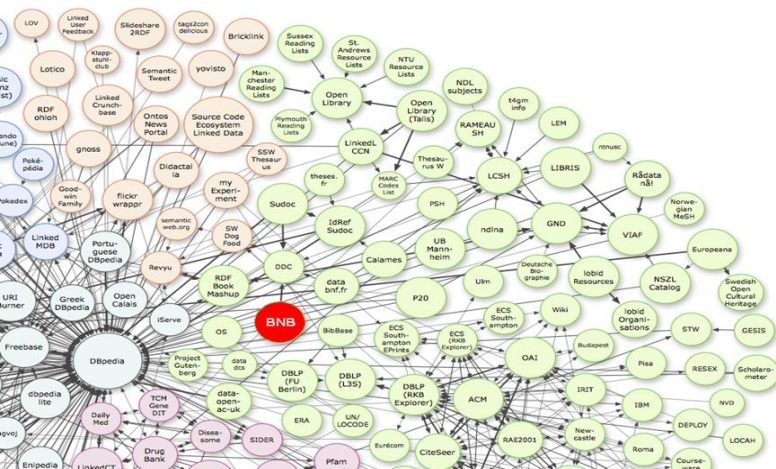 LOV
Linked
User
Feedback
Slideshare
2RDF
tags2con
delicious
Bricklink
Sussex
Reading
Lists
St.
Andrews
Resource
Lists
NTU
Resource
Lists
Lotico
Klapp-
stuhl-
club
Semantic
Tweet
yovisto
Man-
chester
Reading
Lists
Open
Library
NDL
subjects
t4gm
info
RDF
ohloh
Linked
Crunch-
base
Ontos
News
Portal
Source Code
Ecosystem
Linked Data
Plymouth
Reading
Lists
Open
Library
(Talis)
RAMEAU
SH
LEM
gnoss
SSW
Thesaur
us
LinkedL
CCN
Thesau-
rus W
LIBRIS
ntnusc
Poké-
pédia
Didactal
ia
theses.
fr
MARC
Codes
List
LCSH
Rådata
nå!
Pokedex
Good-
win
Family
flickr
wrappr
my
Experi-
ment
Sudoc
PSH
Norwe-
gian
MeSH
semantic
web.org
SW
Dog
Food
IdRef
Sudoc
ndlna
GND
VIAF
Linked
MDB
Portu-
guese
DBpedia
Revyu
DDC
Calames
UB
Mann-
heim
Deutsche
Bio-
graphie
Europeana
RDF
Book
Mashup
data
bnf.fr
Ulm
lobid
Resources
NSZL
Catalog
Swedish
Open
Cultural
Heritage
URI
Burner
Greek
DBpedia
Open
Calais
iServe
P20
OS
BNB
BibBase
ECS
South-
ampton
Wiki
lobid
Organi-
sations
STW
GESIS
Freebase
DBpedia
ECS
South-
ampton
EPrints
ECS
(RKB
Explorer)
OAI
Budapest
Project
Guten-
berg
data
dcs
DBLP
(FU
Berlin)
DBLP
(L3S)
Pisa
RESEX
Scholaro-
meter
dbpedia
lite
data-
open-
ac-uk
DBLP
(RKB
Explorer)
ACM
IRIT
IBM
NVD
Daily
Med
TCM
Gene
DIT
ERA
UN/
LOCODE
DEPLOY
LOCAH
Disea-
some
SIDER
Eurécom
RAE2001
New-
castle
Roma
Enipedia
LinkedCT
Drug
Bank
Pfam
CiteSeer
Course-
ware